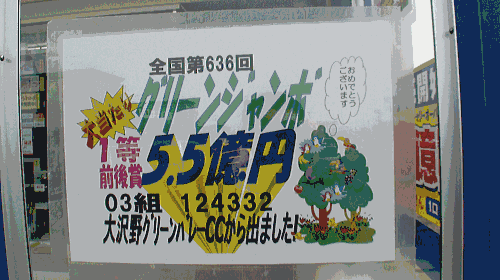 全国第636回
おめでとう
ございます
大当たり
グリーンジャンボ
1等
前後賞
5.5億円
03組 124332
大沢野グリーンバレーCCから出ました!
億